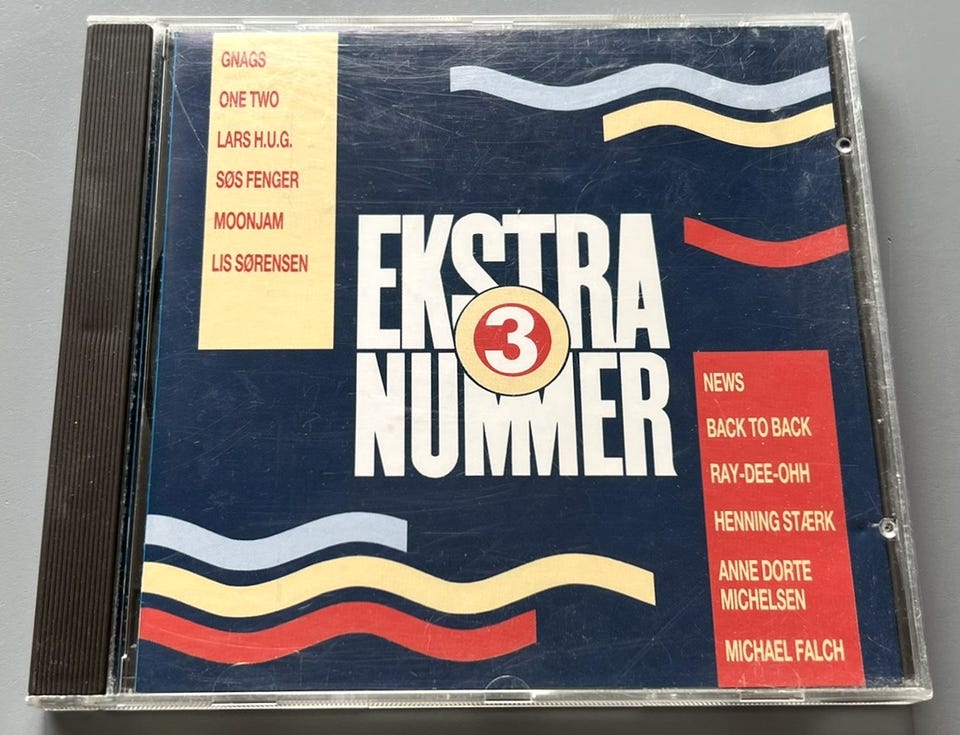 GNAGS
ONE TWO
LARS H.U.G.
SØS FENGER
MOONJAM
LIS SØRENSEN
EKSTRA
3
NUMMER
NEWS
BACK TO BACK
RAY-DEE-OHH
HENNING STÆRK
ANNE DORTE
MICHELSEN
MICHAEL FALCH